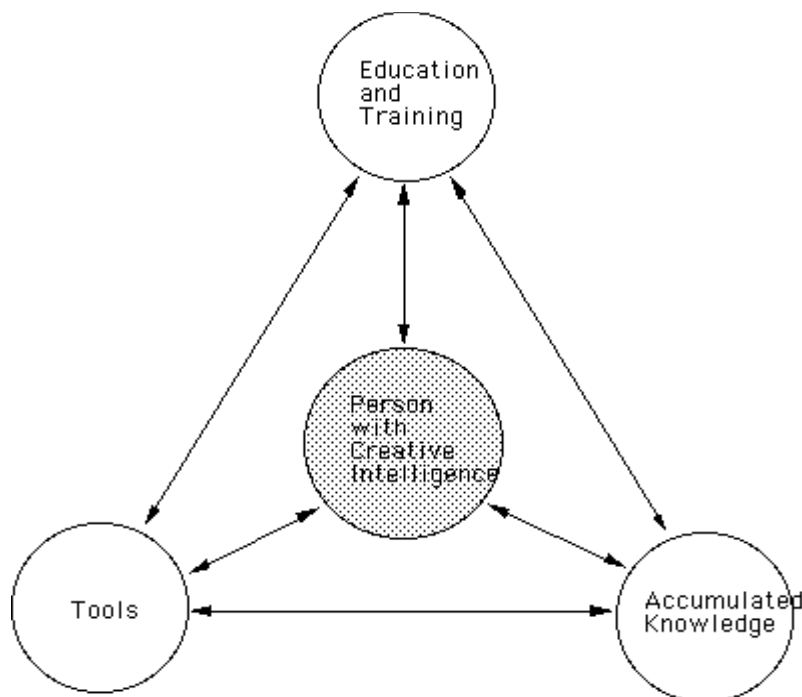 Education
and
Training
Person
with
Creative
Intelligence
Tools
Accumulated
Knowledge